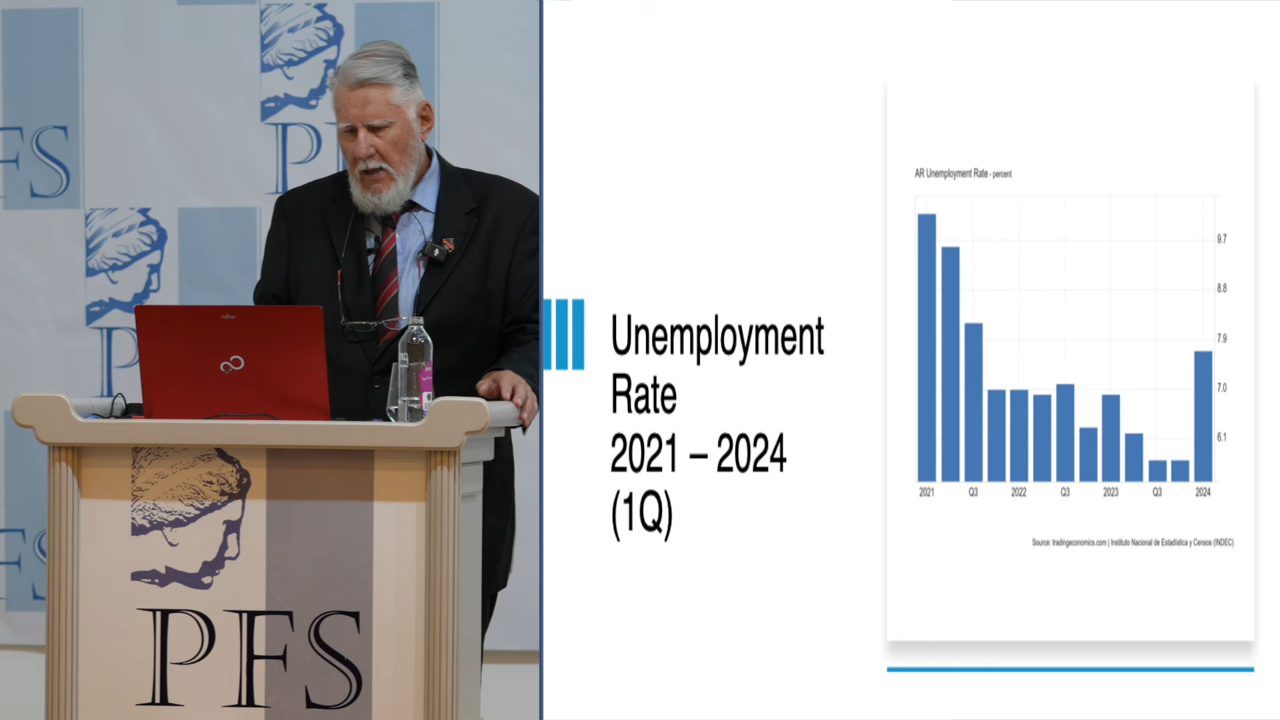 PFS
PFS
P
P
FS
PFS
Unemployment
Rate
2021 – 2024
(1Q)
AR Unemployment Rate - percent
9.7
8.8
7.9
7.0
6.1
2021 Q3 2022 Q3 2023 Q3 2024
Source: tradingeconomics.com | Instituto Nacional de Estadística y Censos (INDEC)